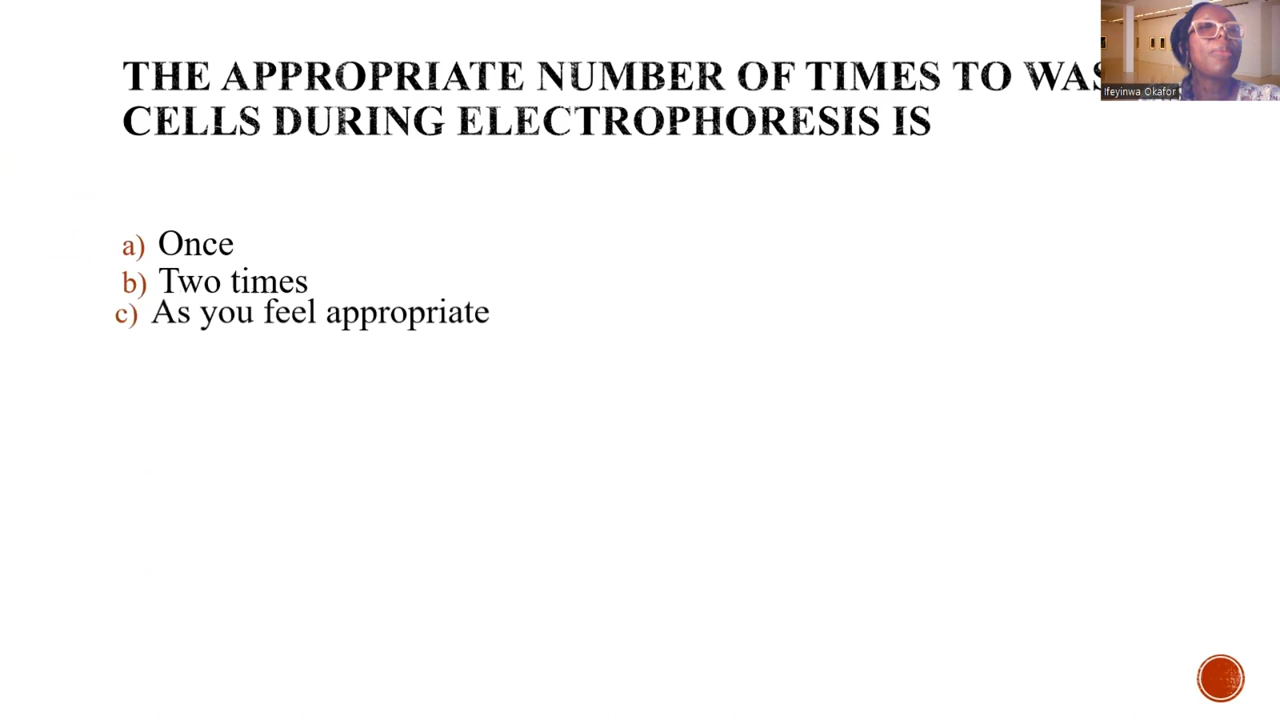 THE APPROPRIATE NUMBER OF TIMES TO
CELLS DURING ELECTROPHORESIS IS
Ifeyinwa Okafor
a) Once
b) Two times
c) As you feel appropriate